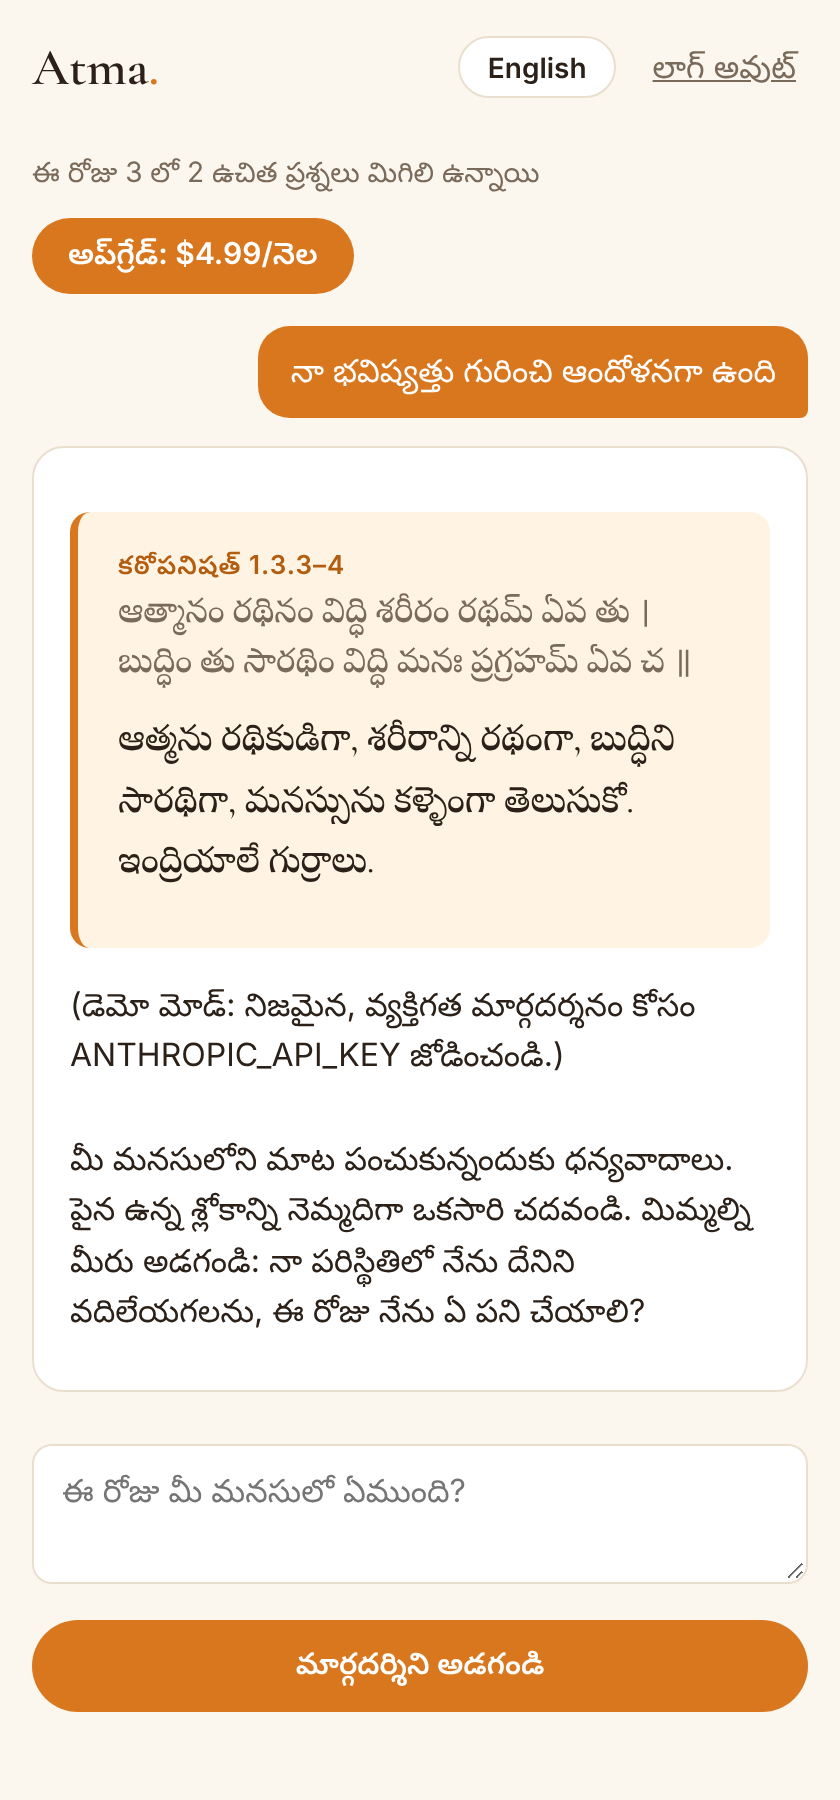 Atma.
English
లాగ్ అవుట్
ఈ రోజు 3 లో 2 ఉచిత ప్రశ్నలు మిగిలి ఉన్నాయి
అప్‌గ్రేడ్: $4.99/నెల
నా భవిష్యత్తు గురించి ఆందోళనగా ఉంది
కఠోపనిషత్ 1.3.3–4
ఆత్మానం రథినం విద్ధి శరీరం రథమ్ ఏవ తు ।
బుద్ధిం తు సారథిం విద్ధి మనః ప్రగ్రహమ్ ఏవ చ ॥
ఆత్మను రథికుడిగా, శరీరాన్ని రథంగా, బుద్ధిని
సారథిగా, మనస్సును కళ్ళెంగా తెలుసుకో.
ఇంద్రియాలే గుర్రాలు.
(డెమో మోడ్: నిజమైన, వ్యక్తిగత మార్గదర్శనం కోసం
ANTHROPIC_API_KEY జోడించండి.)
మీ మనసులోని మాట పంచుకున్నందుకు ధన్యవాదాలు.
పైన ఉన్న శ్లోకాన్ని నెమ్మదిగా ఒకసారి చదవండి. మిమ్మల్ని
మీరు అడగండి: నా పరిస్థితిలో నేను దేనిని
వదిలేయగలను, ఈ రోజు నేను ఏ పని చేయాలి?
ఈ రోజు మీ మనసులో ఏముంది?
మార్గదర్శిని అడగండి